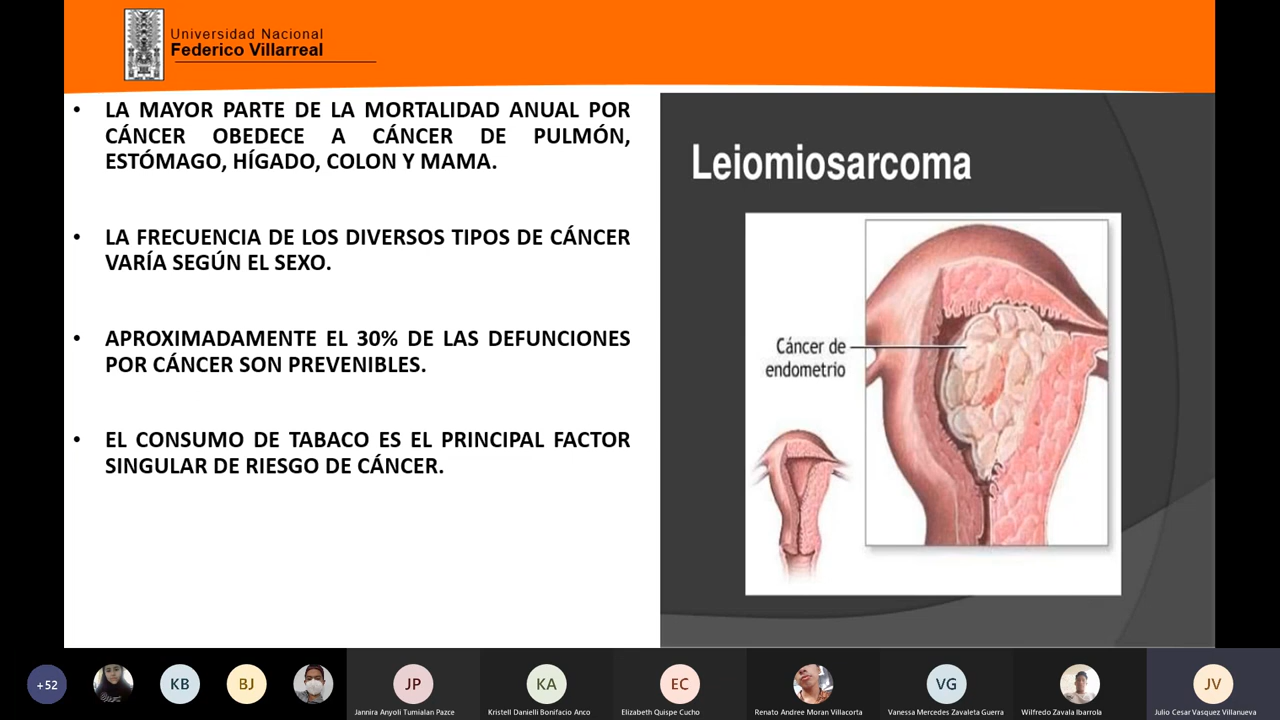 Universidad Nacional
Federico Villarreal
• LA MAYOR PARTE DE LA MORTALIDAD ANUAL POR
CÁNCER OBEDECE A CÁNCER DE PULMÓN,
ESTÓMAGO, HÍGADO, COLON Y MAMA.
• LA FRECUENCIA DE LOS DIVERSOS TIPOS DE CÁNCER
VARÍA SEGÚN EL SEXO.
• APROXIMADAMENTE EL 30% DE LAS DEFUNCIONES
POR CÁNCER SON PREVENIBLES.
• EL CONSUMO DE TABACO ES EL PRINCIPAL FACTOR
SINGULAR DE RIESGO DE CÁNCER.
Leiomiosarcoma
Cáncer de
endometrio
+52
KB
BJ
JP
KA
EC
VG
JV
Jannira Anyoli Tumialan Pazce
Kristell Danielli Bonifacio Anco
Elizabeth Quispe Cucho
Renato Andree Moran Villacorta
Vanessa Mercedes Zavaleta Guerra
Wilfredo Zavala Ibarrola
Julio Cesar Vasquez Villanueva